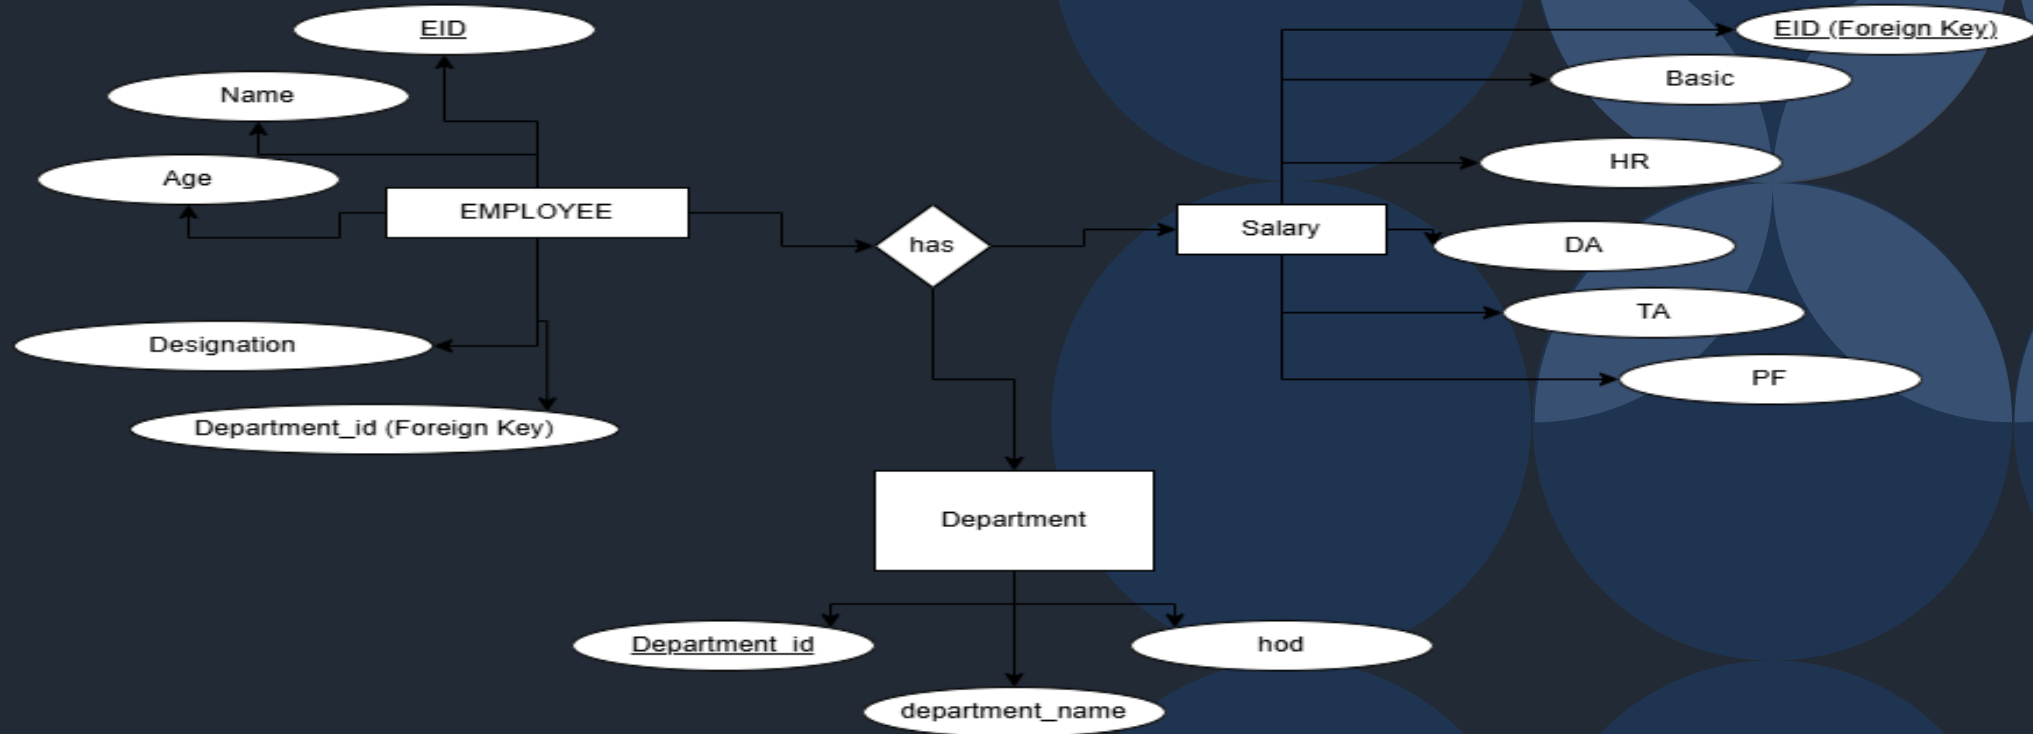 EID
Name
Age
EMPLOYEE
Designation
Department_id (Foreign Key)
has
Salary
EID (Foreign Key)
Basic
HR
DA
TA
PF
Department
Department_id
hod
department_name